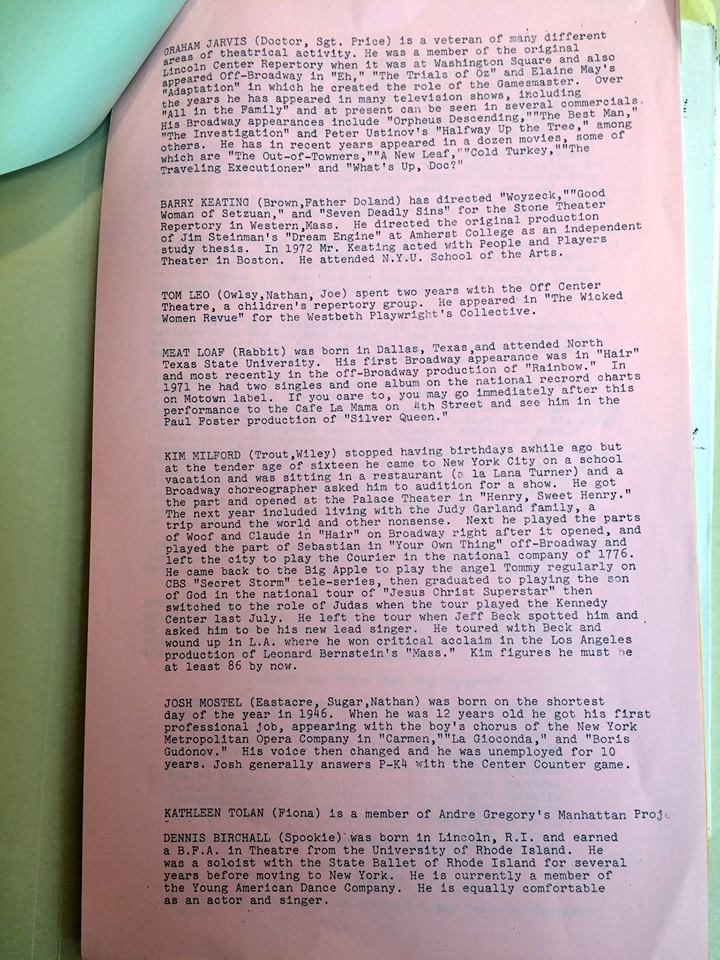 GRAHAM JARVIS (Doctor, Sgt. Price) is a veteran of many different
areas of theatrical activity. He was a member of the original
Lincoln Center Repertory when it was at Washington Square and also
appeared Off-Broadway in "Eh," "The Trials of Oz" and Elaine May's
"Adaptation" in which he created the role of the Gamesmaster. Over
the years he has appeared in many television shows, including
"All in the Family" and at present can be seen in several commercials.
His Broadway appearances include "Orpheus Descending,""The Best Man,"
"The Investigation" and Peter Ustinov's "Halfway Up the Tree," among
others. He has in recent years appeared in a dozen movies, some of
which are "The Out-of-Towners,""A New Leaf,""Cold Turkey,""The
Traveling Executioner" and "What's Up, Doc?"
BARRY KEATING (Brown,Father Doland) has directed "Woyzeck,""Good
Woman of Setzuan," and "Seven Deadly Sins" for the Stone Theater
Repertory in Western,Mass. He directed the original production
of Jim Steinman's "Dream Engine" at Amherst College as an independent
study thesis. In 1972 Mr. Keating acted with People and Players
Theater in Boston. He attended N.Y.U. School of the Arts.
TOM LEO (Owlsy,Nathan, Joe) spent two years with the Off Center
Theatre, a children's repertory group. He appeared in "The Wicked
Women Revue" for the Westbeth Playwright's Collective.
MEAT LOAF (Rabbit) was born in Dallas, Texas,and attended North
Texas State University. His first Broadway appearance was in "Hair"
and most recently in the off-Broadway production of "Rainbow." In
1971 he had two singles and one album on the national recrord charts
on Motown label. If you care to, you may go immediately after this
performance to the Cafe La Mama on 4th Street and see him in the
Paul Foster production of "Silver Queen."
KIM MILFORD (Trout,Wiley) stopped having birthdays awhile ago but
at the tender age of sixteen he came to New York City on a school
vacation and was sitting in a restaurant (a la Lana Turner) and a
Broadway choreographer asked him to audition for a show. He got
the part and opened at the Palace Theater in "Henry, Sweet Henry."
The next year included living with the Judy Garland family, a
trip around the world and other nonsense. Next he played the parts
of Woof and Claude in "Hair" on Broadway right after it opened, and
played the part of Sebastian in "Your Own Thing" off-Broadway and
left the city to play the Courier in the national company of 1776.
He came back to the Big Apple to play the angel Tommy regularly on
CBS "Secret Storm" tele-series, then graduated to playing the son
of God in the national tour of "Jesus Christ Superstar" then
switched to the role of Judas when the tour played the Kennedy
Center last July. He left the tour when Jeff Beck spotted him and
asked him to be his new lead singer. He toured with Beck and
wound up in L.A. where he won critical acclaim in the Los Angeles
production of Leonard Bernstein's "Mass." Kim figures he must be
at least 86 by now.
JOSH MOSTEL (Eastacre, Sugar,Nathan) was born on the shortest
day of the year in 1946. When he was 12 years old he got his first
professional job, appearing with the boy's chorus of the New York
Metropolitan Opera Company in "Carmen,""La Gioconda," and "Boris
Gudonov." His voice then changed and he was unemployed for 10
years. Josh generally answers P-K4 with the Center Counter game.
KATHLEEN TOLAN (Fiona) is a member of Andre Gregory's Manhattan Proje
DENNIS BIRCHALL (Spookie) was born in Lincoln, R.I. and earned
a B.F.A. in Theatre from the University of Rhode Island. He
was a soloist with the State Ballet of Rhode Island for several
years before moving to New York. He is currently a member of
the Young American Dance Company. He is equally comfortable
as an actor and singer.